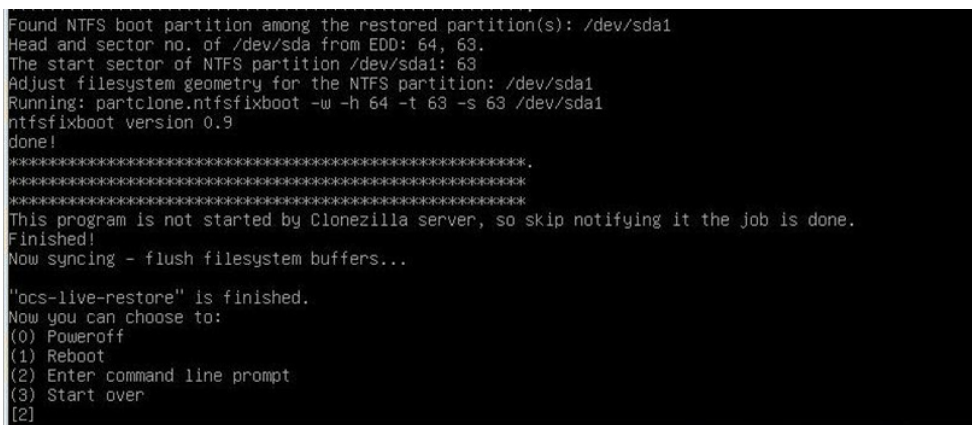 Found NTFS boot partition among the restored partition(s): /dev/sda1
Head and sector no. of /dev/sda from EDD: 64, 63.
The start sector of NTFS partition /dev/sda1: 63
Adjust filesystem geometry for the NTFS partition: /dev/sda1
Running: partclone.ntfsfixboot -w -h 64 -t 63 -s 63 /dev/sda1
ntfsfixboot version 0.9
done!
*****************************************************.
*****************************************************
*****************************************************
This program is not started by Clonezilla server, so skip notifying it the job is done.
Finished!
Now syncing - flush filesystem buffers...
"ocs-live-restore" is finished.
Now you can choose to:
(0) Poweroff
(1) Reboot
(2) Enter command line prompt
(3) Start over
[2]